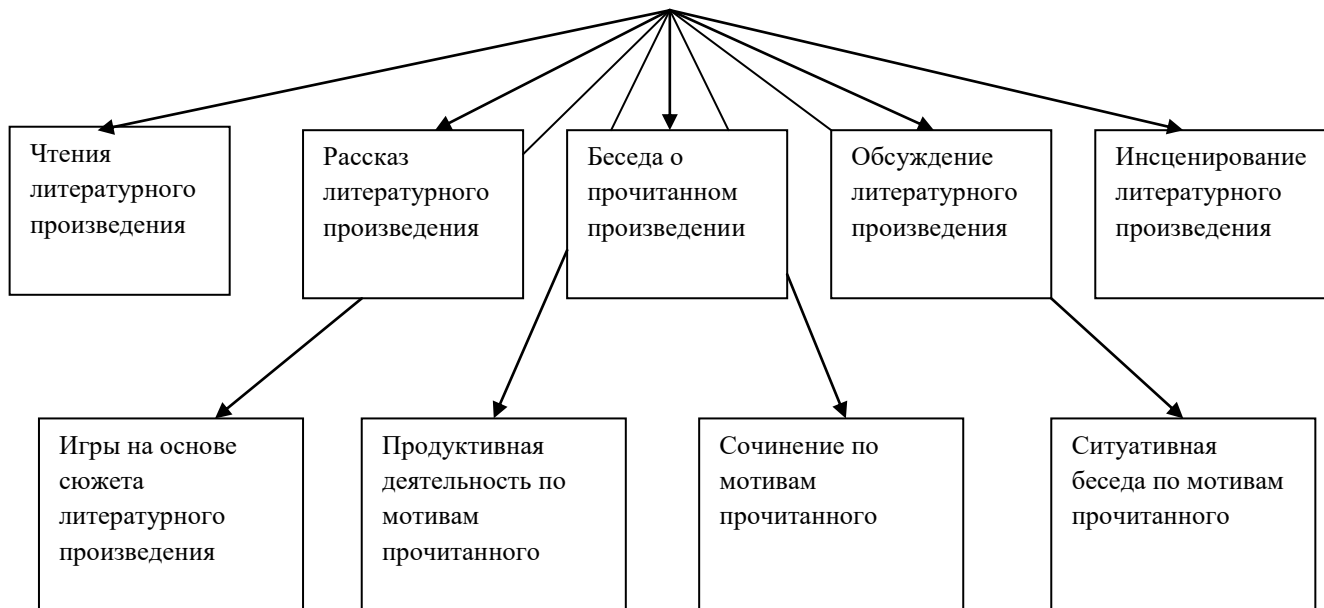 Чтения
литературного
произведения
Рассказ
литературного
произведения
Беседа о
прочитанном
произведении
Обсуждение
литературного
произведения
Инсценирование
литературного
произведения
Игры на основе
сюжета
литературного
произведения
Продуктивная
деятельность по
мотивам
прочитанного
Сочинение по
мотивам
прочитанного
Ситуативная
беседа по мотивам
прочитанного